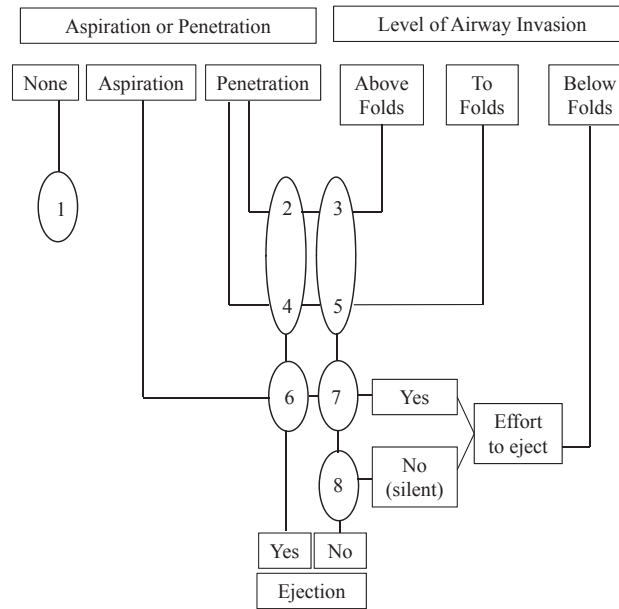 Aspiration or Penetration
Level of Airway Invasion
None
Aspiration
Penetration
Above
Folds
To
Folds
Below
Folds
1
2
3
4
5
6
7
Yes
Effort
to eject
8
No
(silent)
Yes
No
Ejection